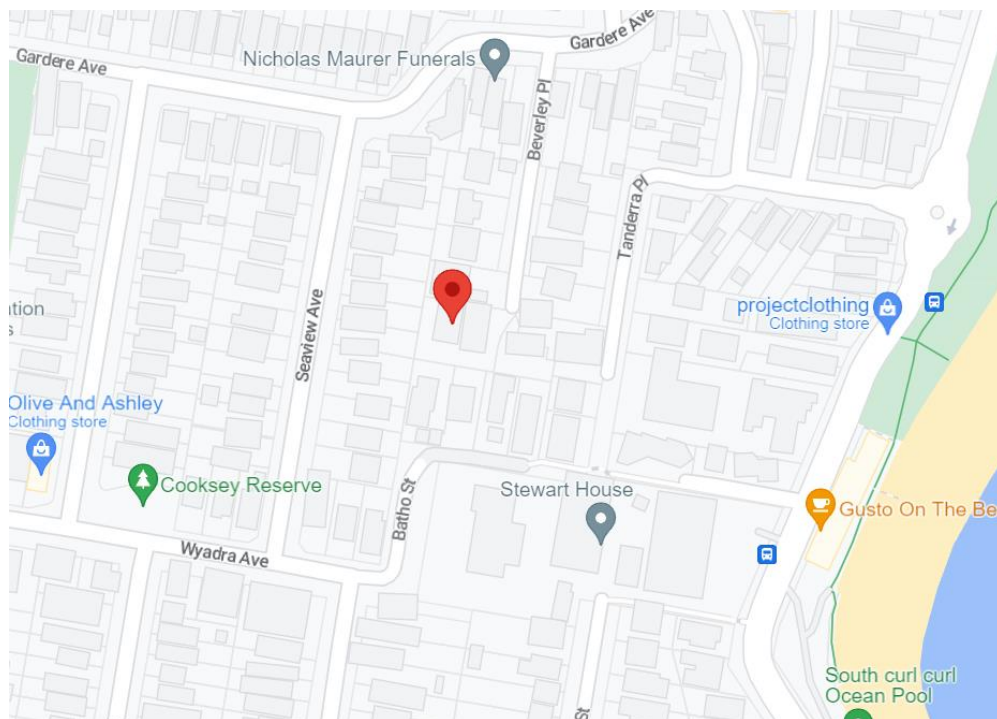 Gardere Ave
Nicholas Maurer Funerals
Gardere Ave
Beverley Pl
Tanderra Pl
Seaview Ave
projectclothing
Clothing store
tion
s
Olive And Ashley
Clothing store
Cooksey Reserve
Batho St
Stewart House
Gusto On The Be
Wyadra Ave
South curl curl
Ocean Pool
St